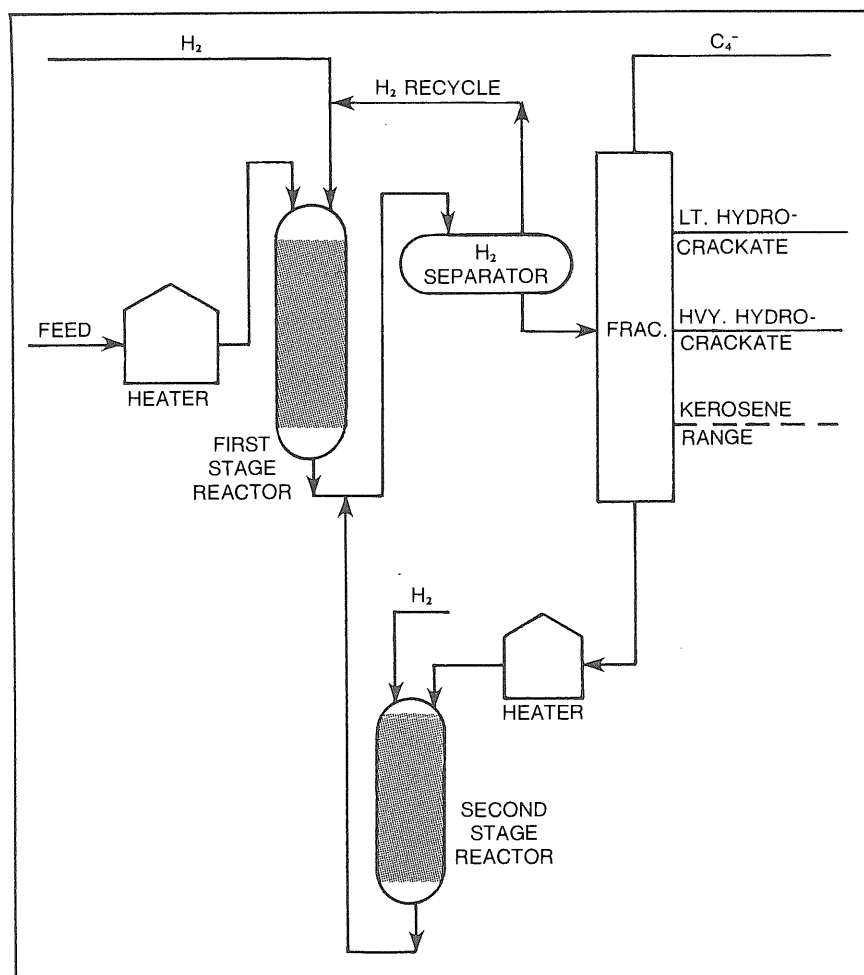 H₂
C₄⁻
H₂ RECYCLE
LT. HYDRO-
CRACKATE
H₂
SEPARATOR
HVY. HYDRO-
CRACKATE
FRAC.
FEED
HEATER
KEROSENE
RANGE
FIRST
STAGE
REACTOR
H₂
HEATER
SECOND
STAGE
REACTOR